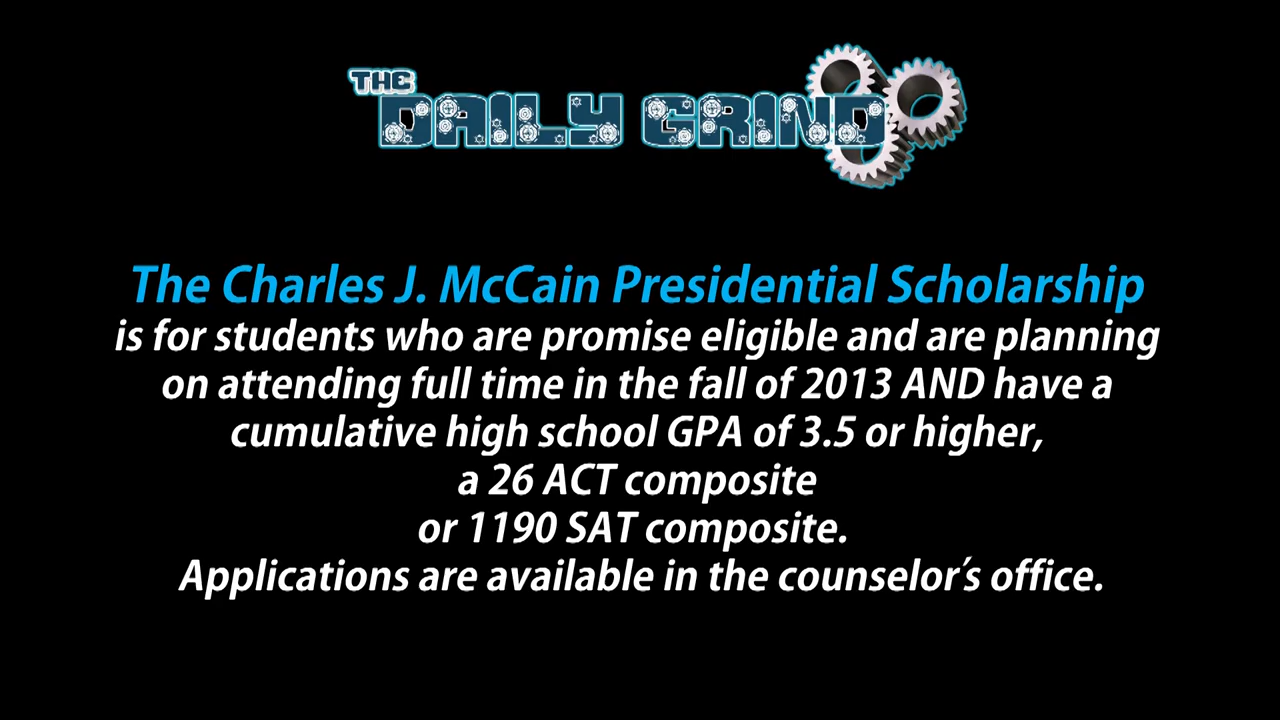 THE
DAILY GRIND
The Charles J. McCain Presidential Scholarship
is for students who are promise eligible and are planning
on attending full time in the fall of 2013 AND have a
cumulative high school GPA of 3.5 or higher,
a 26 ACT composite
or 1190 SAT composite.
Applications are available in the counselor's office.